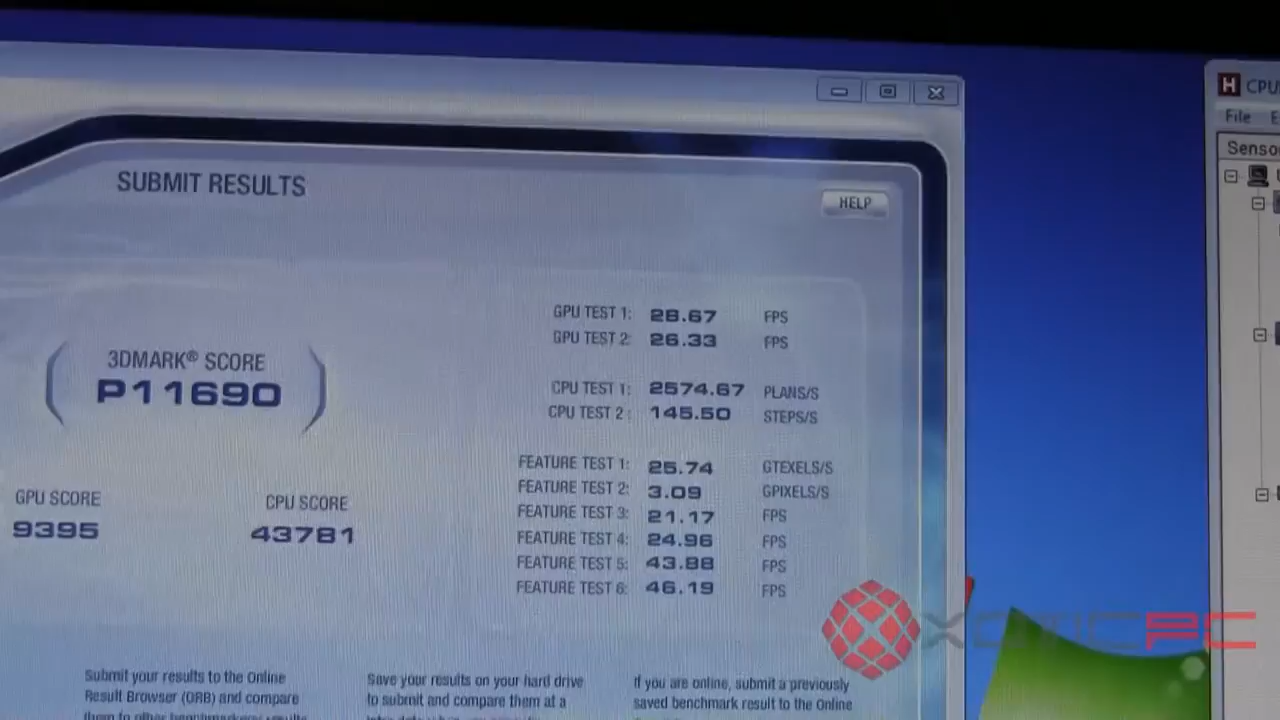 CPU
File E
Senso
SUBMIT RESULTS
HELP
3DMARK® SCORE
P11690
GPU SCORE
9395
CPU SCORE
43781
GPU TEST 1: 28.67 FPS
GPU TEST 2: 26.33 FPS
CPU TEST 1: 2574.67 PLANS/S
CPU TEST 2 : 145.50 STEPS/S
FEATURE TEST 1: 25.74 GTEXELS/S
FEATURE TEST 2: 3.09 GPIXELS/S
FEATURE TEST 3: 21.17 FPS
FEATURE TEST 4: 24.96 FPS
FEATURE TEST 5: 43.88 FPS
FEATURE TEST 6: 46.19 FPS
XOTIC PC
Submit your results to the Online
Result Browser (ORB) and compare
Save your results on your hard drive
to submit and compare them at a
If you are online, submit a previously
saved benchmark result to the Online